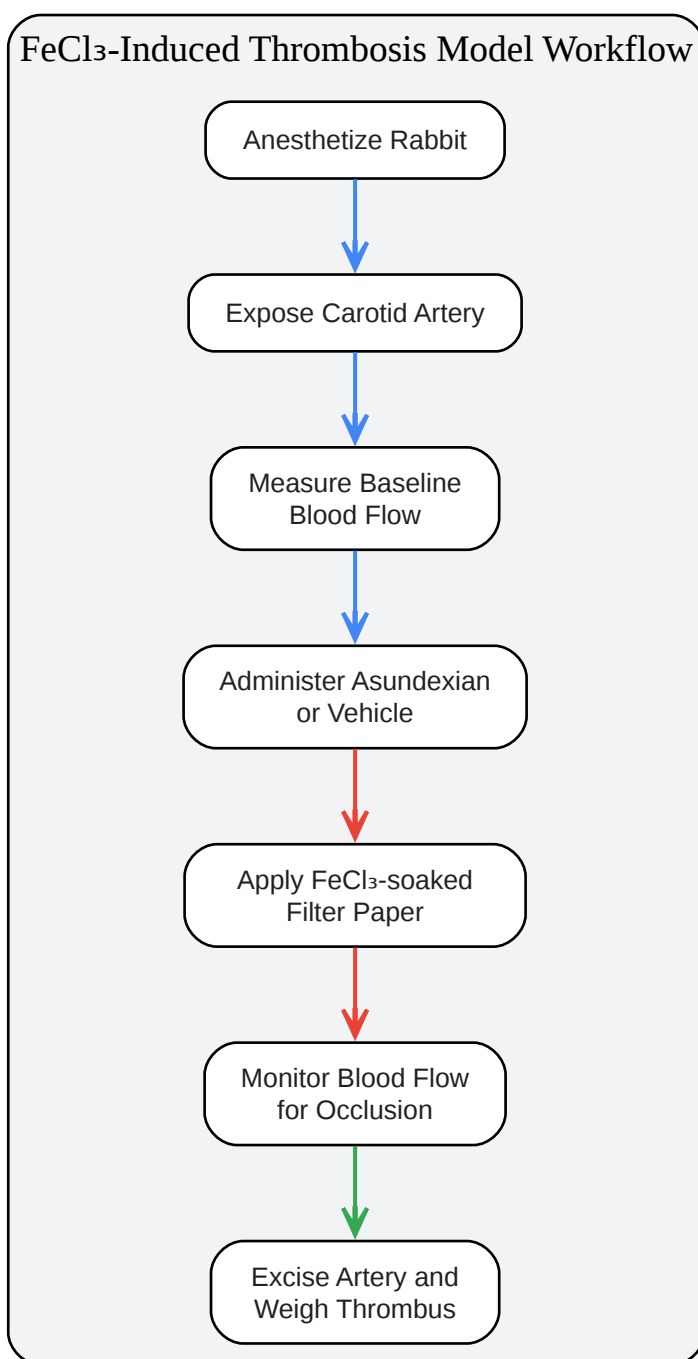 FeCl₃-Induced Thrombosis Model Workflow
Anesthetize Rabbit
Expose Carotid Artery
Measure Baseline
Blood Flow
Administer Asundexian
or Vehicle
Apply FeCl₃-soaked
Filter Paper
Monitor Blood Flow
for Occlusion
Excise Artery and
Weigh Thrombus